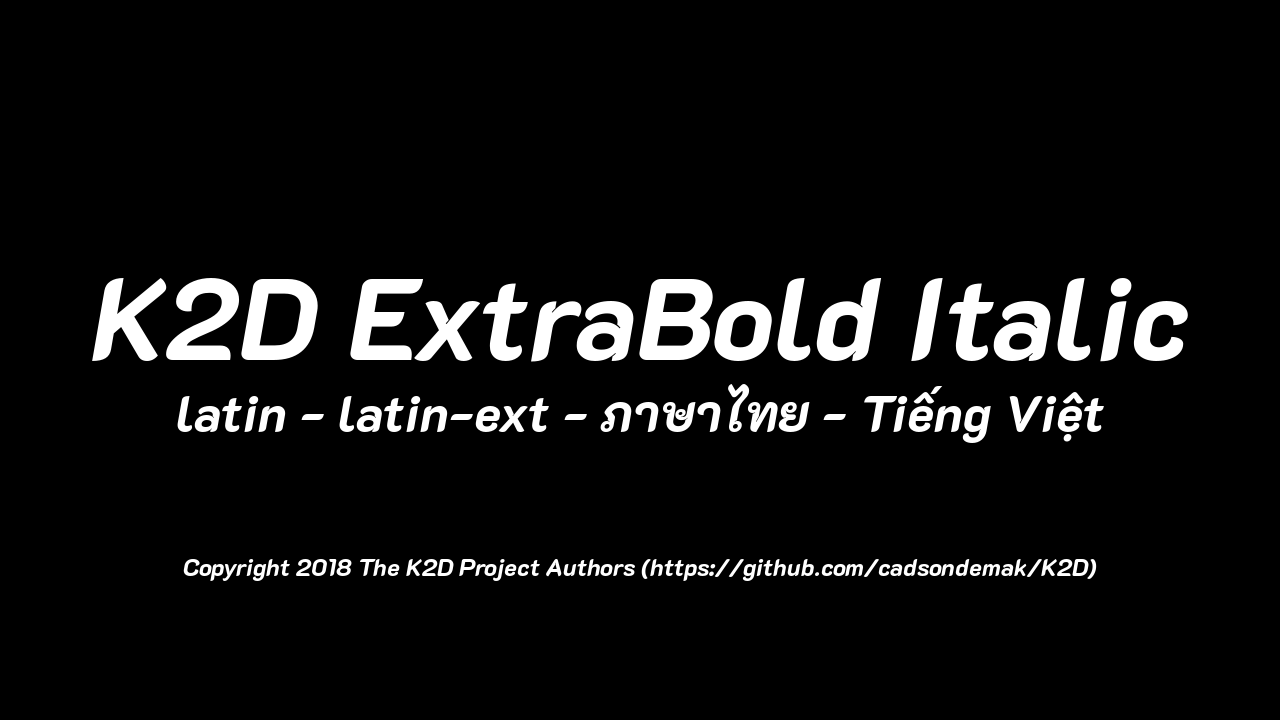 K2D ExtraBold Italic
latin - latin-ext - ภาษาไทย - Tiếng Việt
Copyright 2018 The K2D Project Authors (https://github.com/cadsondemak/K2D)